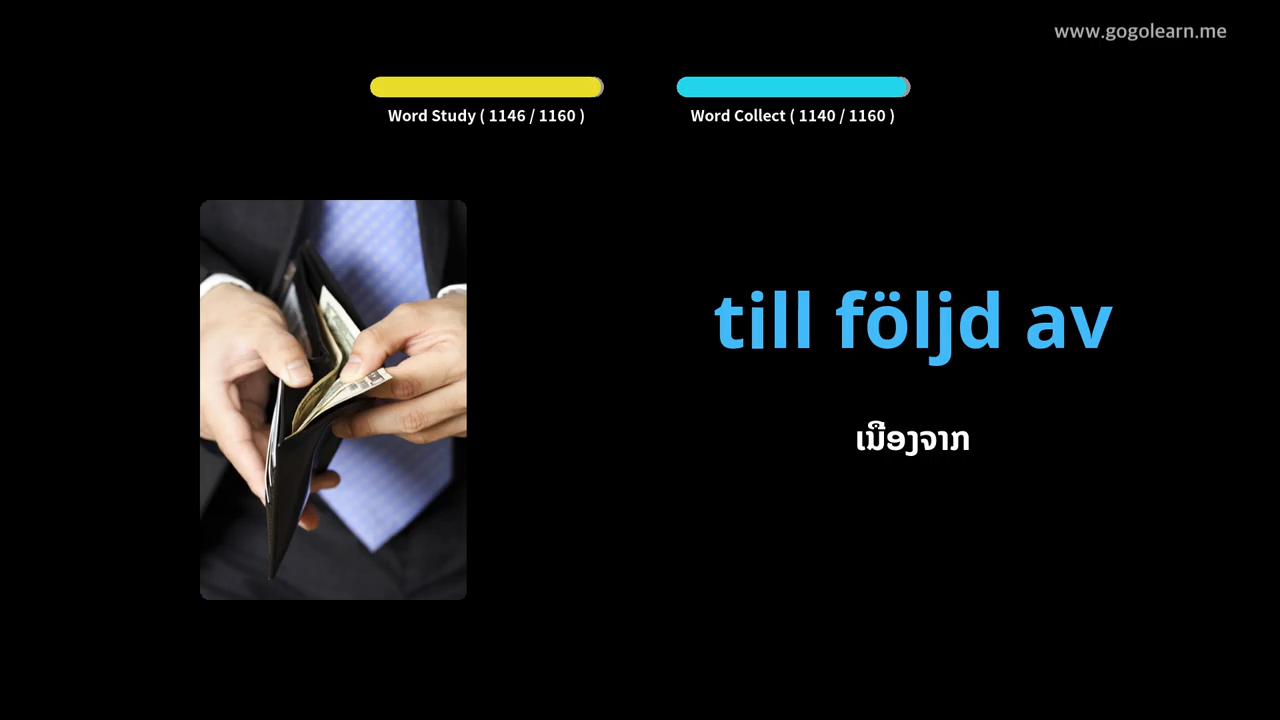 www.gogolearn.me
Word Study ( 1146 / 1160 )
Word Collect ( 1140 / 1160 )
till följd av
ເນື່ອງຈາກ